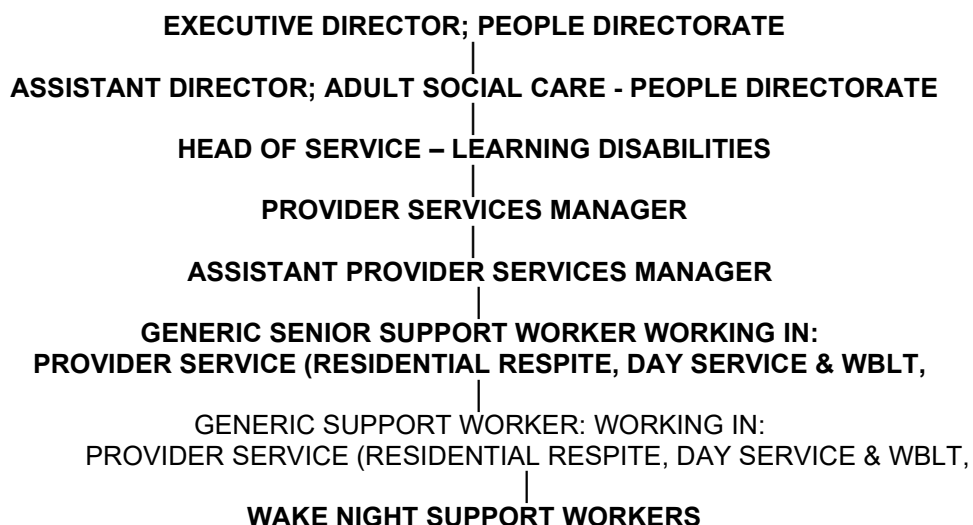 EXECUTIVE DIRECTOR; PEOPLE DIRECTORATE
ASSISTANT DIRECTOR; ADULT SOCIAL CARE - PEOPLE DIRECTORATE
HEAD OF SERVICE – LEARNING DISABILITIES
PROVIDER SERVICES MANAGER
ASSISTANT PROVIDER SERVICES MANAGER
GENERIC SENIOR SUPPORT WORKER WORKING IN:
PROVIDER SERVICE (RESIDENTIAL RESPITE, DAY SERVICE & WBLT,
GENERIC SUPPORT WORKER: WORKING IN:
PROVIDER SERVICE (RESIDENTIAL RESPITE, DAY SERVICE & WBLT,
WAKE NIGHT SUPPORT WORKERS